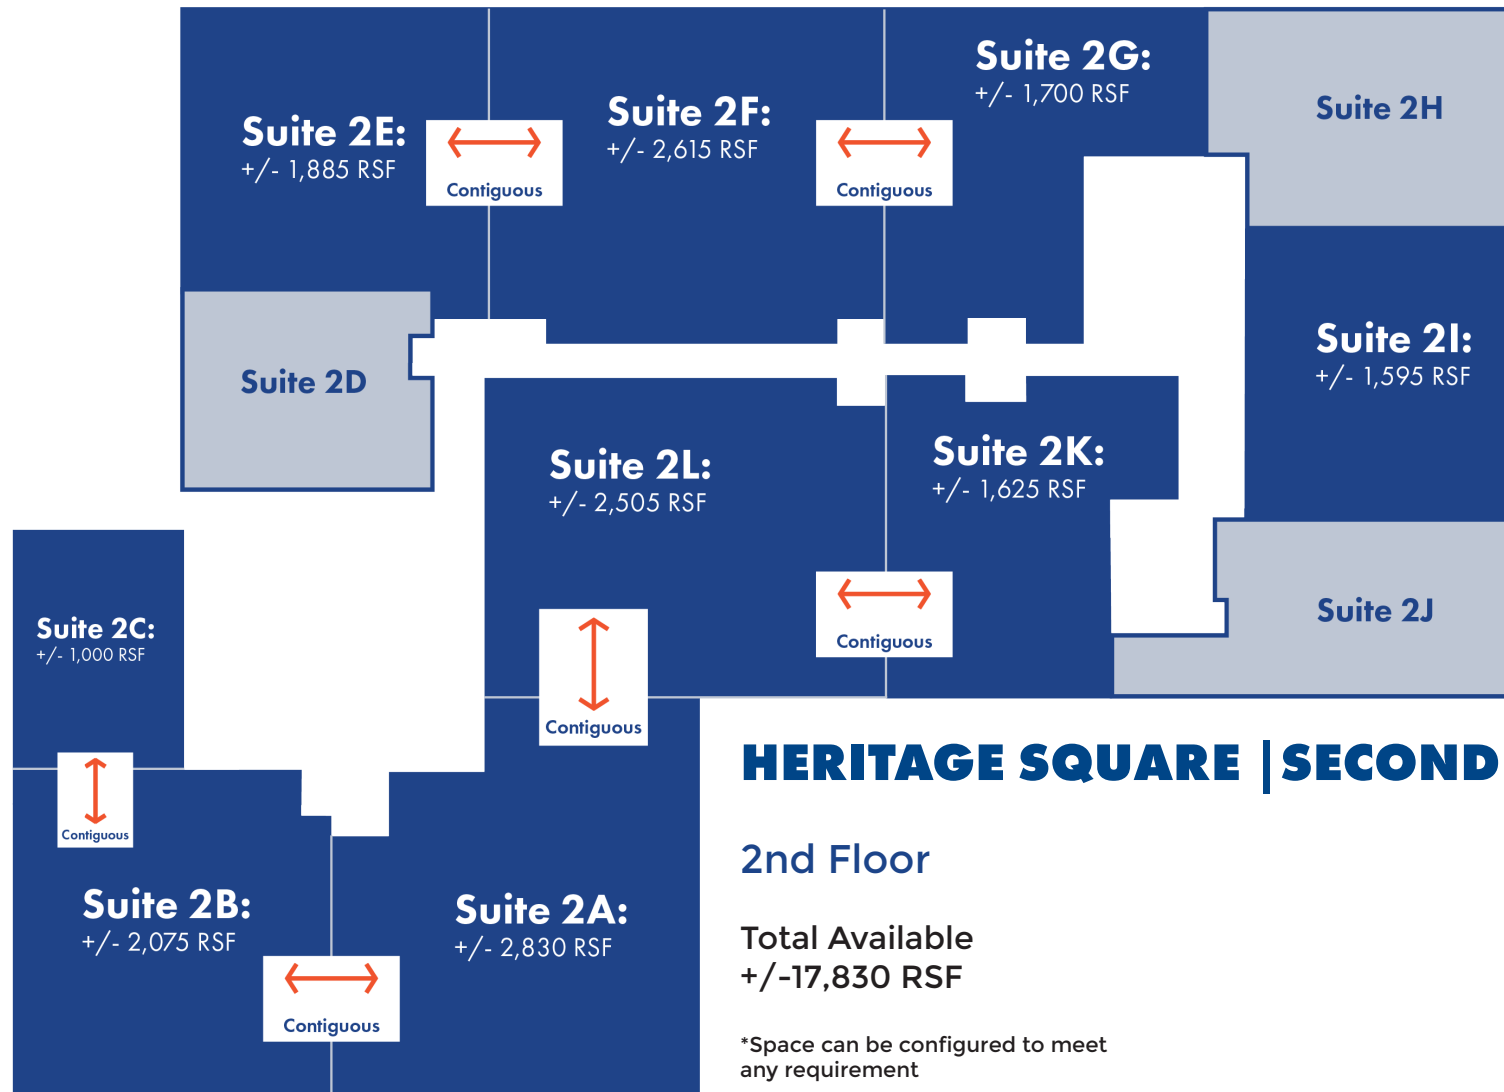 Suite 2G:
+/- 1,700 RSF
Suite 2H
Suite 2F:
+/- 2,615 RSF
Suite 2E:
+/- 1,885 RSF
Contiguous
Contiguous
Suite 2I:
+/- 1,595 RSF
Suite 2D
Suite 2L:
+/- 2,505 RSF
Suite 2K:
+/- 1,625 RSF
Suite 2J
Suite 2C:
+/- 1,000 RSF
Contiguous
Contiguous
Contiguous
Suite 2B:
+/- 2,075 RSF
Suite 2A:
+/- 2,830 RSF
Contiguous
HERITAGE SQUARE | SECOND
2nd Floor
Total Available
+/-17,830 RSF
*Space can be configured to meet
any requirement